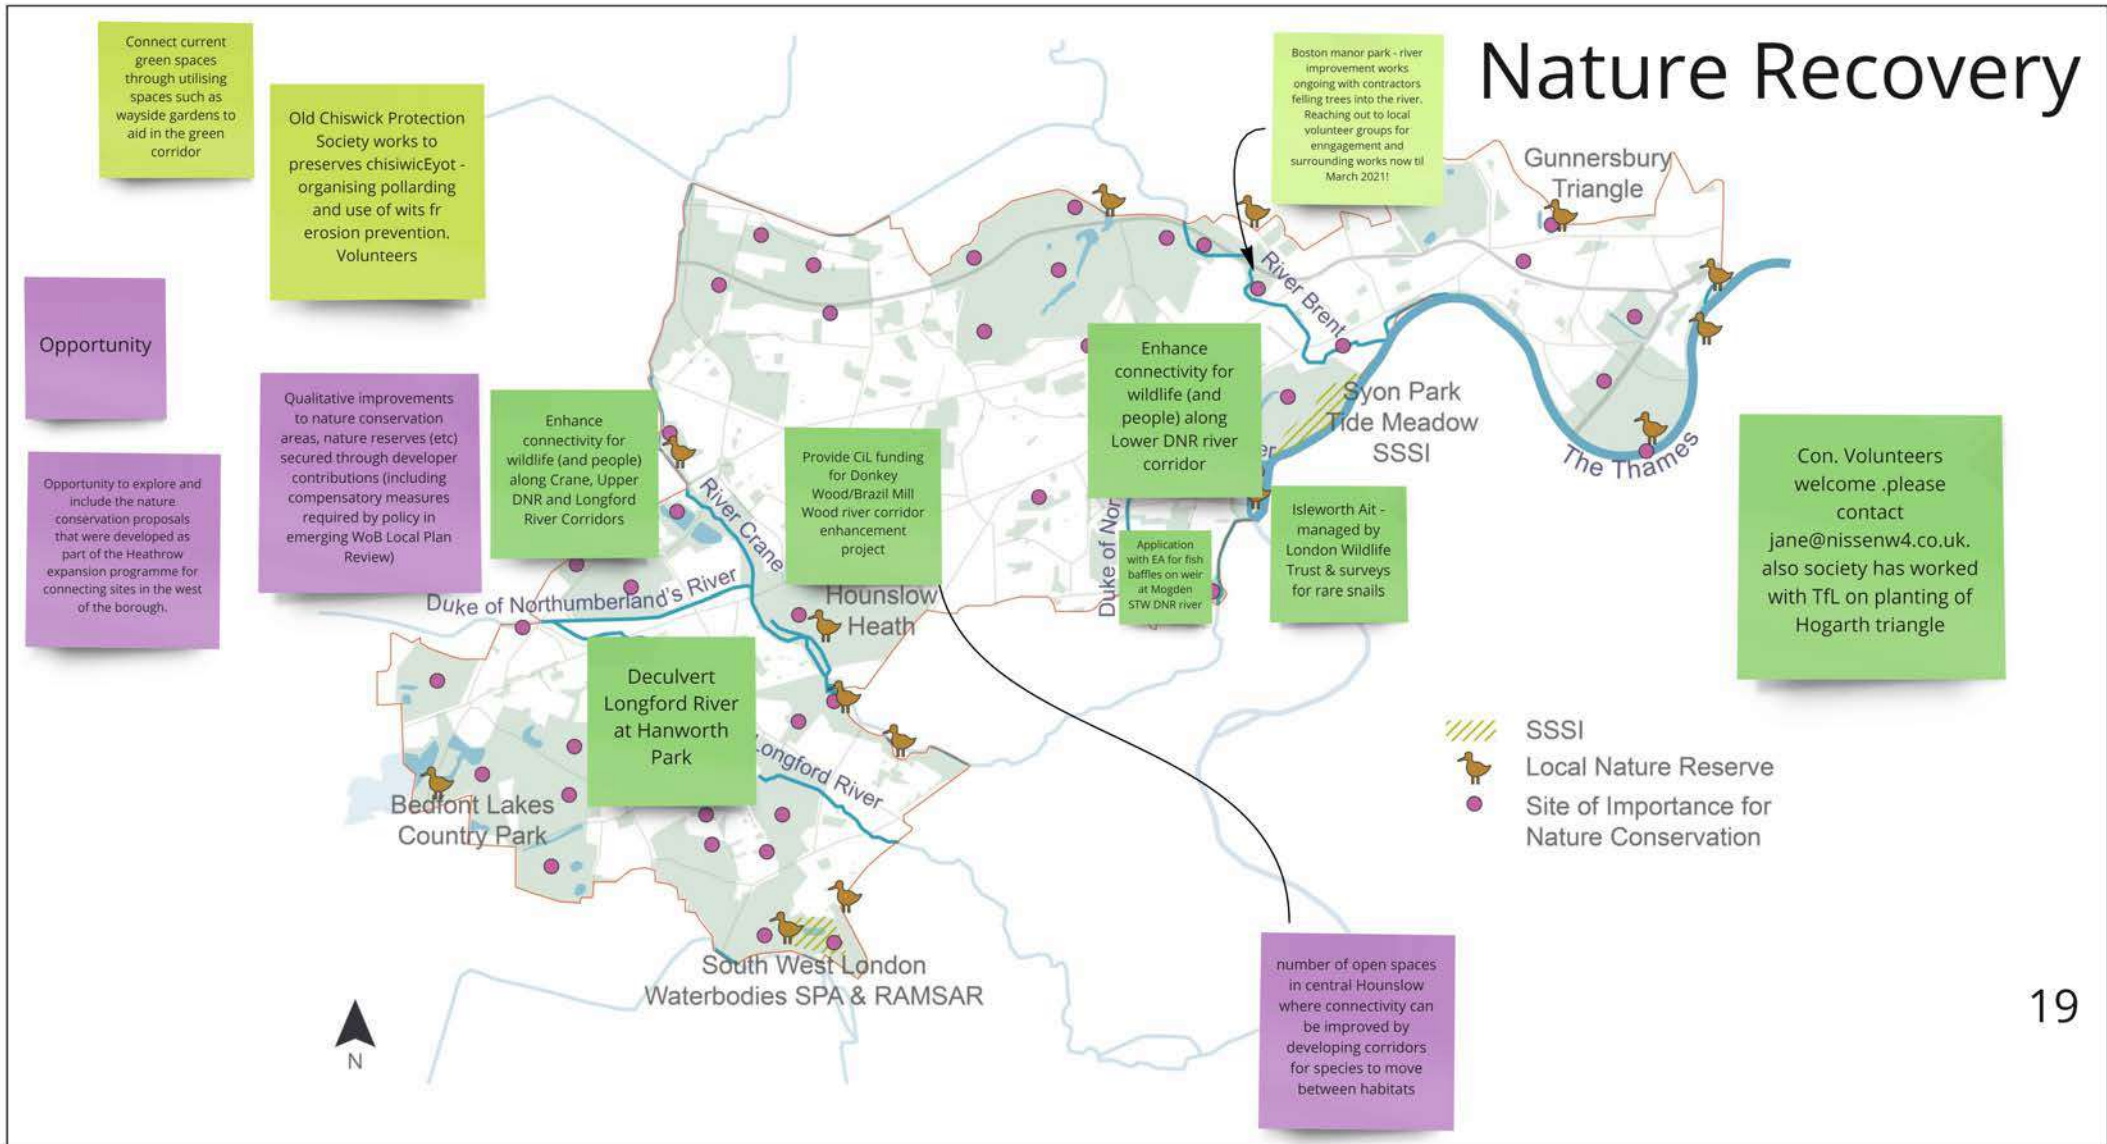 Nature Recovery
Connect current
green spaces
through utilising
spaces such as
wayside gardens to
aid in the green
corridor
Old Chiswick Protection
Society works to
preserves chisiwicEyot -
organising pollarding
and use of wits fr
erosion prevention.
Volunteers
Boston manor park - river
improvement works
ongoing with contractors
felling trees into the river.
Reaching out to local
volunteer groups for
enngagement and
surrounding works now til
March 2021!
Gunnersbury
Triangle
Opportunity
Qualitative improvements
to nature conservation
areas, nature reserves (etc)
secured through developer
contributions (including
compensatory measures
required by policy in
emerging WoB Local Plan
Review)
Opportunity to explore and
include the nature
conservation proposals
that were developed as
part of the Heathrow
expansion programme for
connecting sites in the west
of the borough.
Enhance
connectivity for
wildlife (and people)
along Crane, Upper
DNR and Longford
River Corridors
River Crane
Provide CiL funding
for Donkey
Wood/Brazil Mill
Wood river corridor
enhancement
project
Enhance
connectivity for
wildlife (and
people) along
Lower DNR river
corridor
River Brent
Syon Park
Tide Meadow
SSSI
The Thames
er
Duke of Nor
Application
with EA for fish
baffles on weir
at Mogden
STW DNR river
Isleworth Ait -
managed by
London Wildlife
Trust & surveys
for rare snails
Con. Volunteers
welcome .please
contact
jane@nissenw4.co.uk.
also society has worked
with TfL on planting of
Hogarth triangle
Duke of Northumberland's River
Hounslow
Heath
Deculvert
Longford River
at Hanworth
Park
Longford River
Bedfont Lakes
Country Park
South West London
Waterbodies SPA & RAMSAR
SSSI
Local Nature Reserve
Site of Importance for
Nature Conservation
number of open spaces
in central Hounslow
where connectivity can
be improved by
developing corridors
for species to move
between habitats
N
19